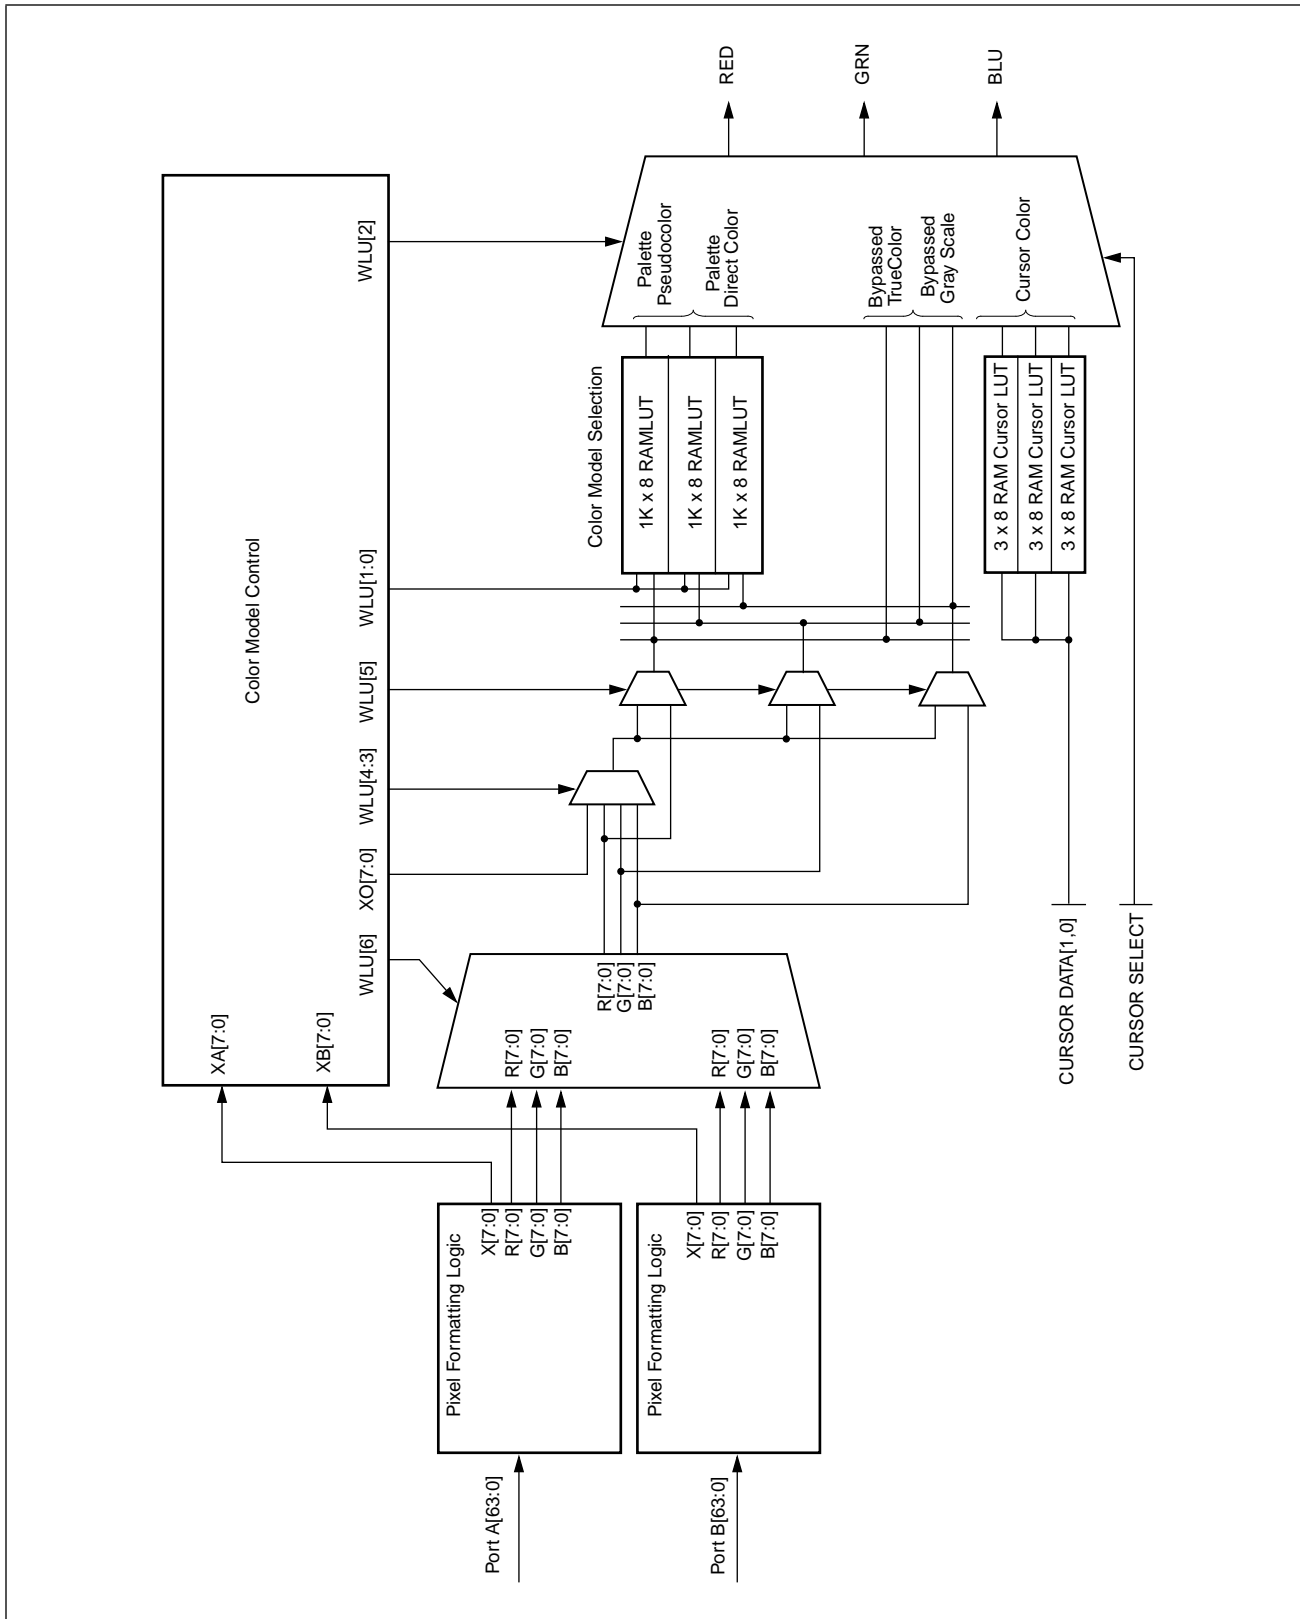 Port A[63:0]
Port B[63:0]
Pixel Formatting Logic
X[7:0]
R[7:0]
G[7:0]
B[7:0]
Pixel Formatting Logic
X[7:0]
R[7:0]
G[7:0]
B[7:0]
Color Model Control
XA[7:0]
XB[7:0]
WLU[6]
XO[7:0]
WLU[4:3]
WLU[5]
WLU[1:0]
WLU[2]
R[7:0]
G[7:0]
B[7:0]
R[7:0]
G[7:0]
B[7:0]
R[7:0]
G[7:0]
B[7:0]
Color Model Selection
1K x 8 RAMLUT
1K x 8 RAMLUT
1K x 8 RAMLUT
3 x 8 RAM Cursor LUT
3 x 8 RAM Cursor LUT
3 x 8 RAM Cursor LUT
Palette
Pseudocolor
Palette
Direct Color
Bypassed
TrueColor
Bypassed
Gray Scale
Cursor Color
RED
GRN
BLU
CURSOR DATA[1,0]
CURSOR SELECT